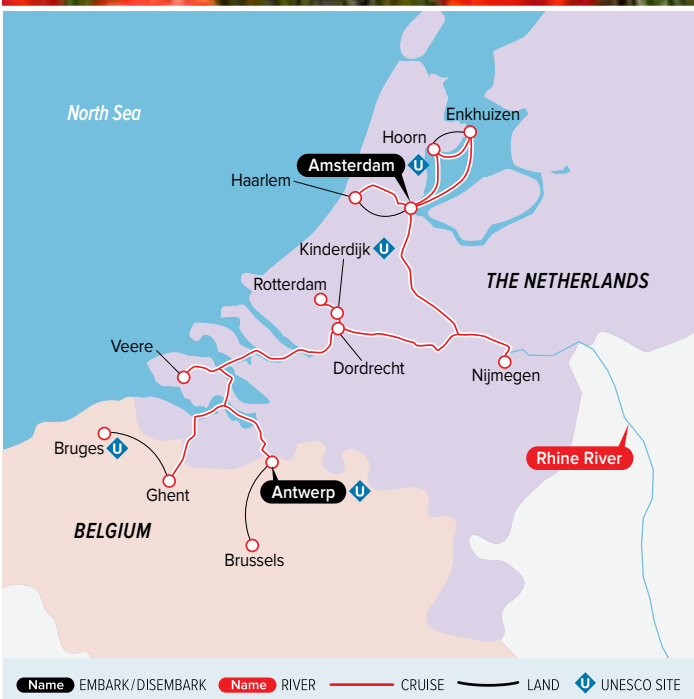 North Sea
Enkhuizen
Hoorn
Amsterdam U
Haarlem
Kinderdijk U
THE NETHERLANDS
Rotterdam
Veere
Dordrecht
Nijmegen
Bruges U
Rhine River
Ghent
Antwerp U
BELGIUM
Brussels
Name EMBARK/DISEMBARK Name RIVER CRUISE LAND U UNESCO SITE